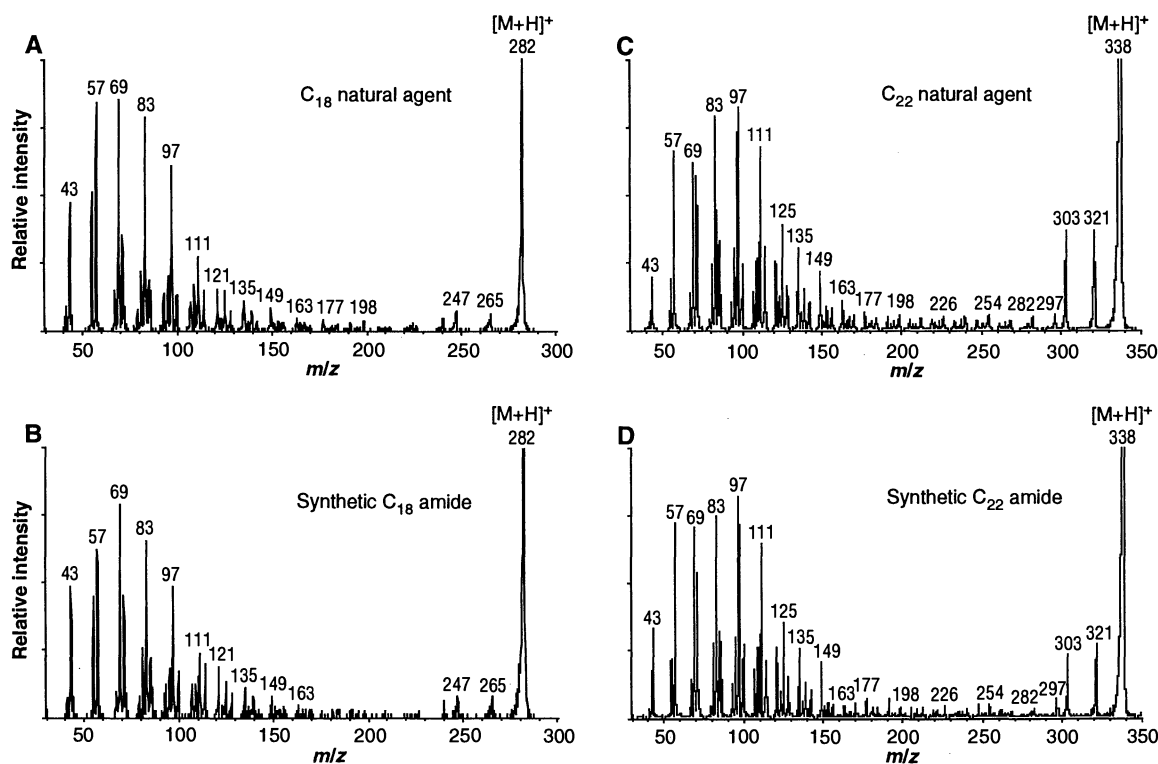 A
[M+H]+
282
C18 natural agent
57 69
83
97
43
111
121
135
149
163
177
198
247
265
Relative intensity
50 100 150 200 250 300
m/z
C
[M+H]+
338
C22 natural agent
97
83
111
57
69
125
135
149
43
163
177
198
226
254
282
297
303
321
50 100 150 200 250 300 350
m/z
B
[M+H]+
282
Synthetic C18 amide
69
57
83
43
97
111
121
135
149
163
247
265
Relative intensity
50 100 150 200 250 300
m/z
D
[M+H]+
338
Synthetic C22 amide
97
57
69
83
111
43
125
135
149
163
177
198
226
254
282
297
303
321
50 100 150 200 250 300 350
m/z